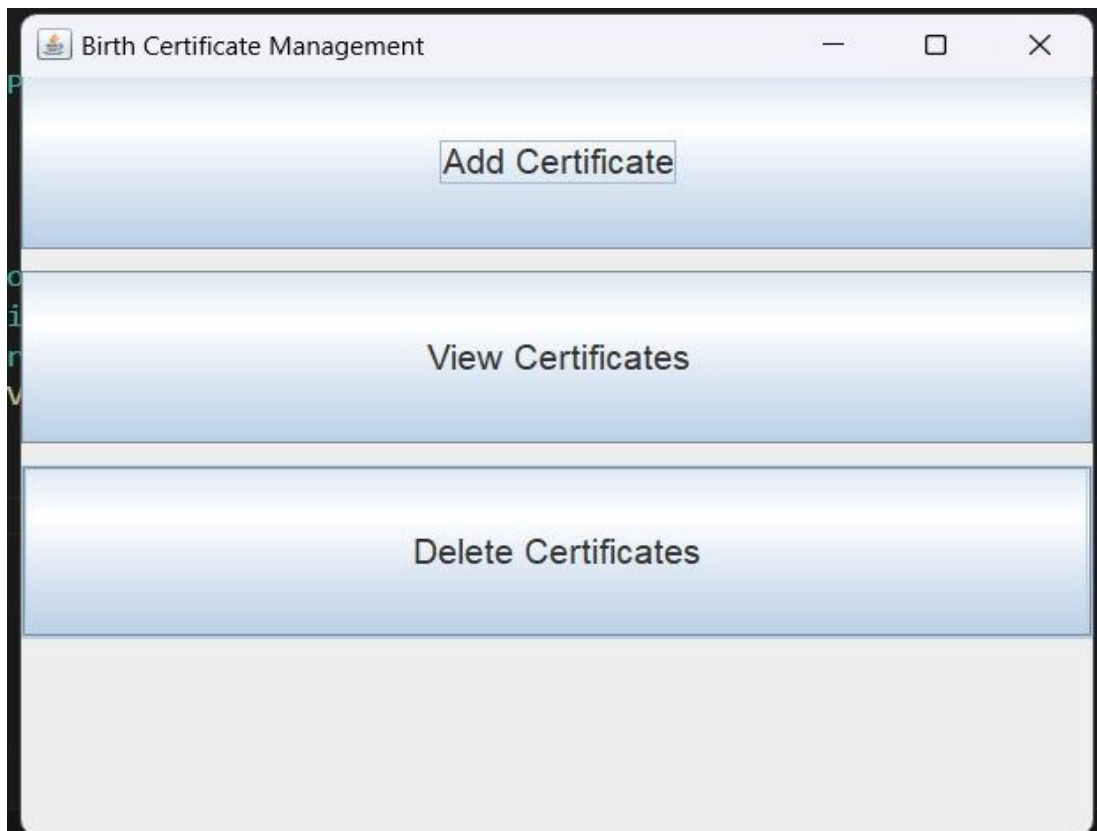 Birth Certificate Management
P
Add Certificate
o
i
r
V
View Certificates
Delete Certificates